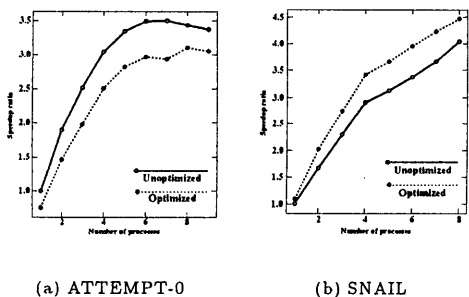 3.5
3.0
2.5
2.0
1.5
1.0
Speedup ratio
Unoptimized
Optimized
2 4 6 8
Number of processes
(a) ATTEMPT-0
4.5
4.0
3.5
3.0
2.5
2.0
1.5
1.0
Speedup ratio
Unoptimized
Optimized
2 4 6 8
Number of processes
(b) SNAIL